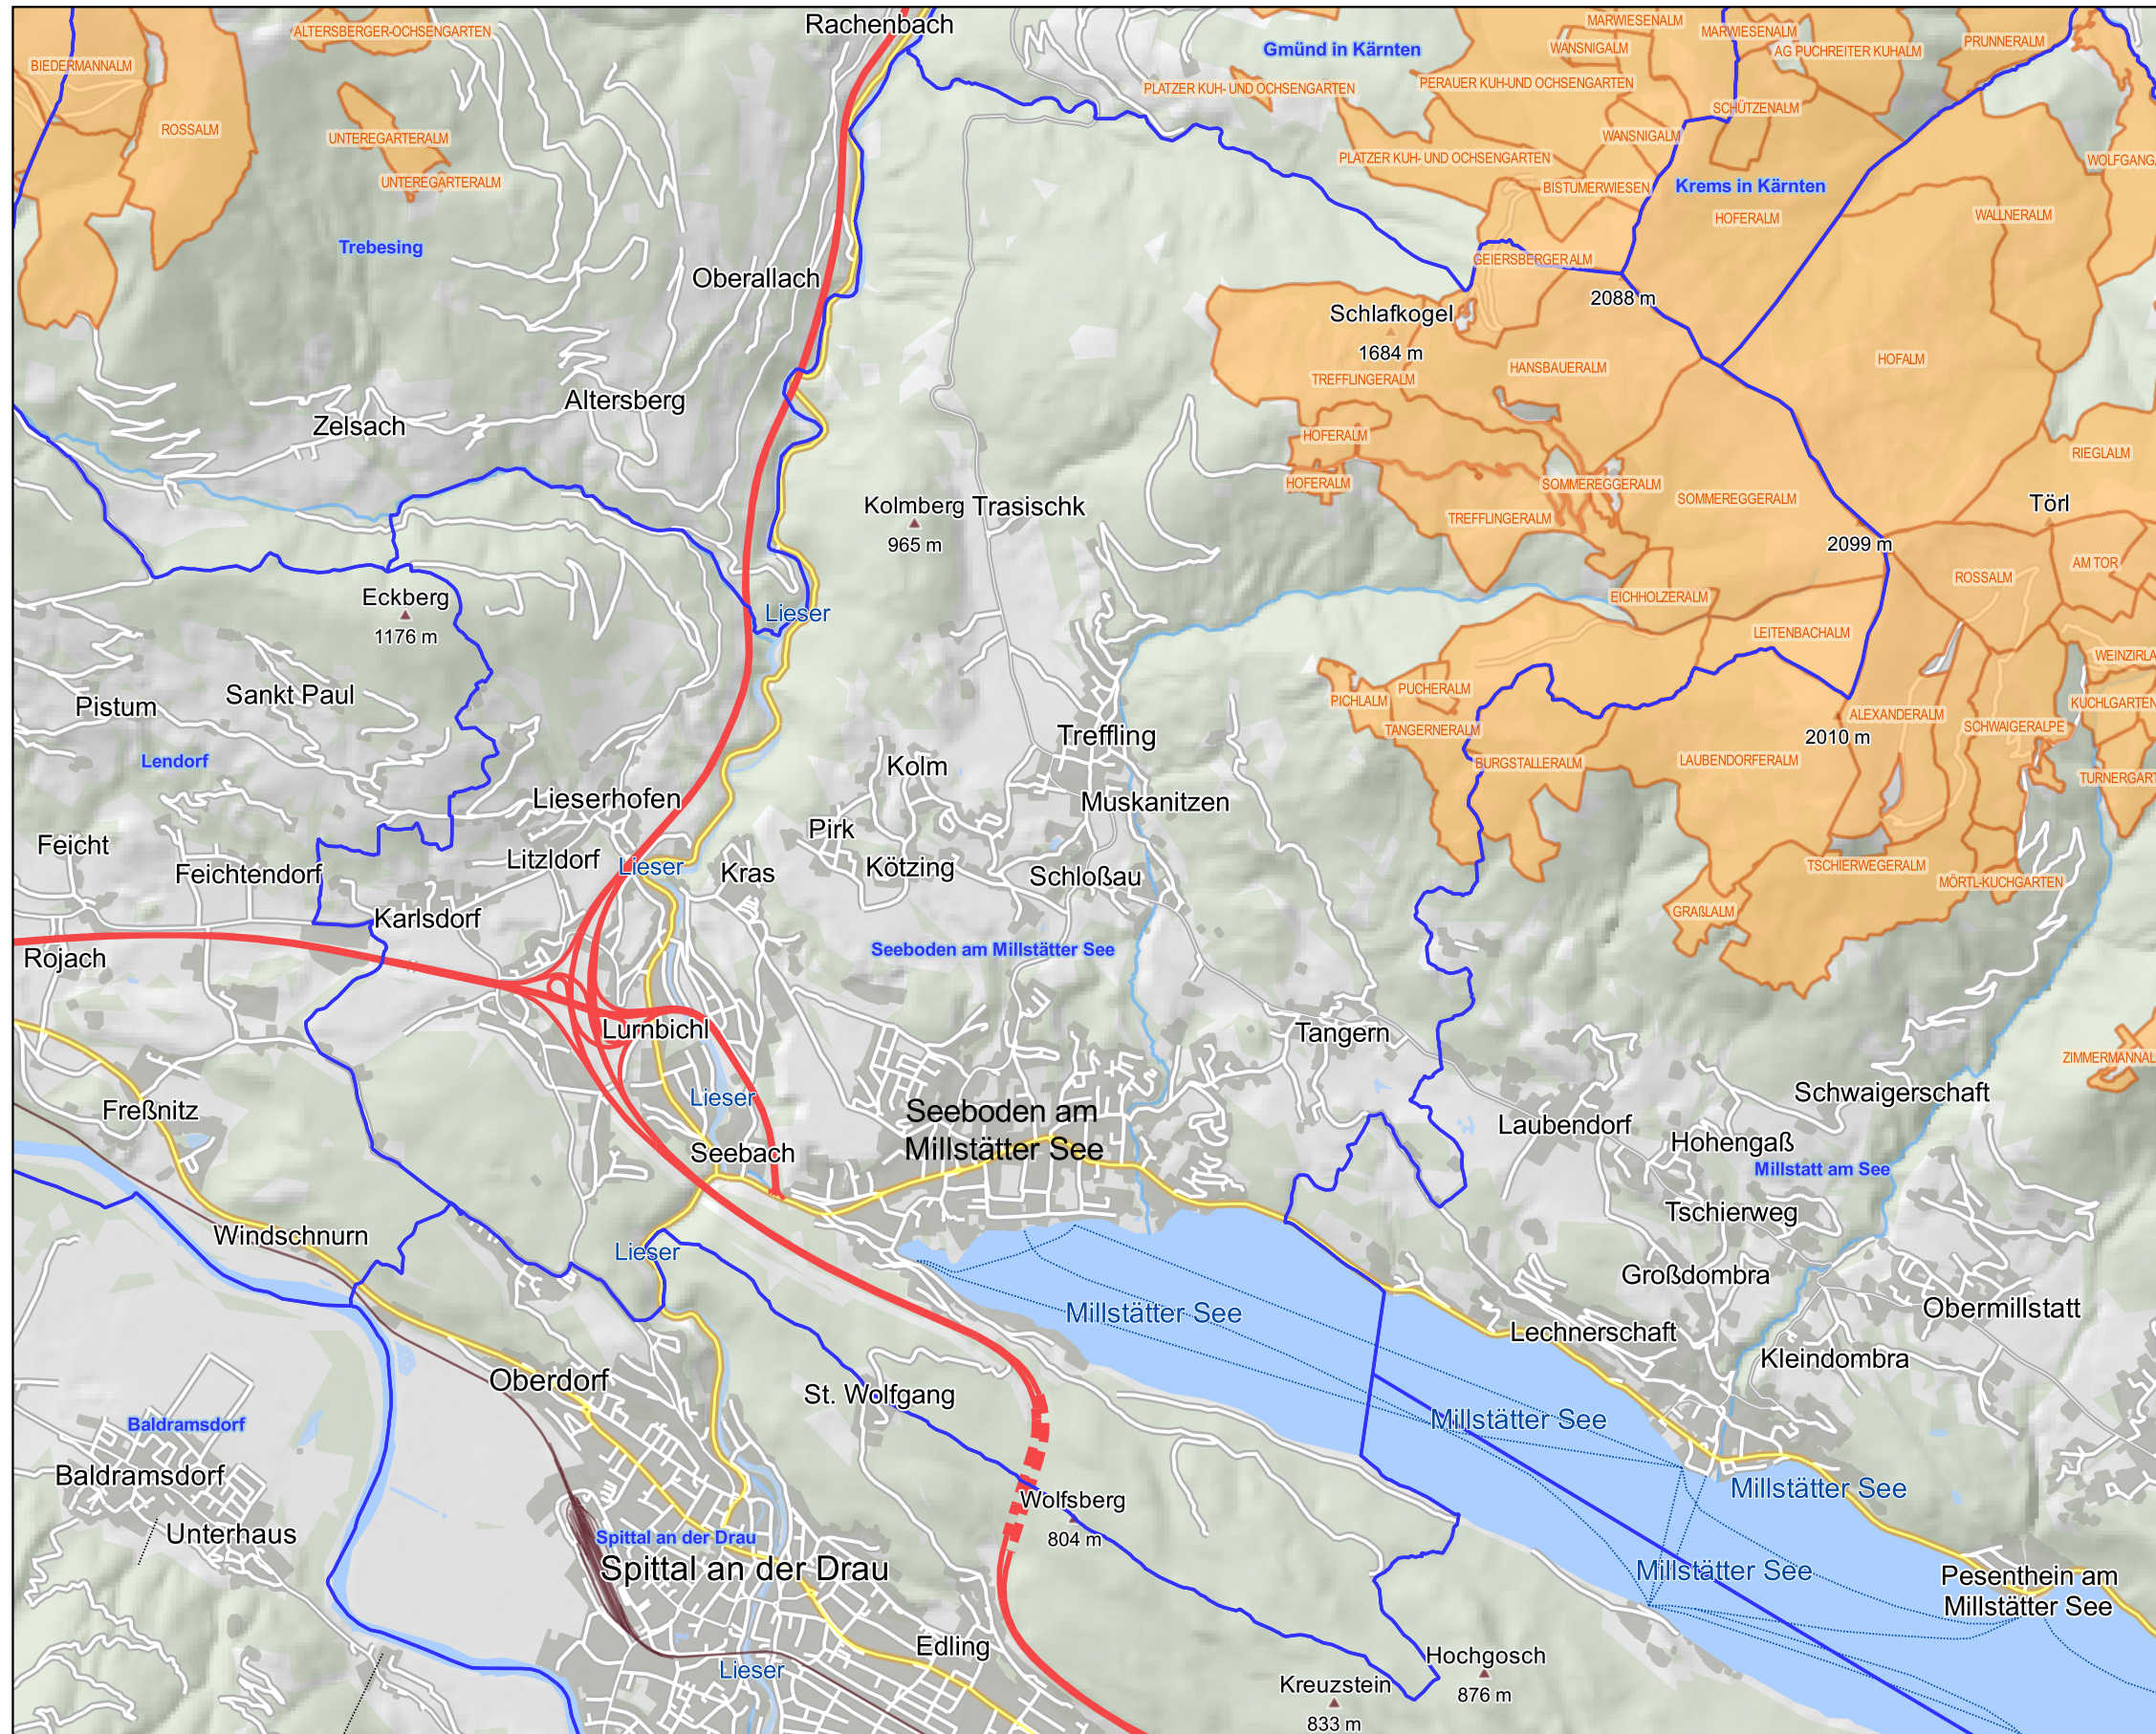 Rachenbach
MARWIESENALM
MARWIESENALM
ALTERSBERGER-OCHSENGARTEN
Gmünd in Kärnten
WANSNIGALM
AG PUCHREITER KUHALM
PRUNNERALM
BIEDERMANNALM
PLATZER KUH- UND OCHSENGARTEN
PERAUER KUH-UND OCHSENGARTEN
SCHÜTZENALM
ROSSALM
UNTEREGARTERALM
WANSNIGALM
PLATZER KUH- UND OCHSENGARTEN
UNTEREGARTERALM
BISTUMERWIESEN
Krems in Kärnten
HOFERALM
WALLNERALM
Trebesing
GEIERSBERGERALM
Oberallach
2088 m
Schlafkogel
1684 m
HANSBAUERALM
HOFALM
TREFFLINGERALM
Altersberg
Zelsach
HOFERALM
RIEGLALM
HOFERALM
SOMMEREGGERALM
SOMMEREGGERALM
Törl
Kolmberg
965 m
Trasischk
TREFFLINGERALM
2099 m
AM TOR
ROSSALM
Eckberg
1176 m
Lieser
EICHHOLZERALM
LEITENBACHALM
Pistum
Sankt Paul
PICHLALM
PUCHERALM
TANGERNERALM
ALEXANDERALM
SCHWAIGERALPE
2010 m
Treffling
Lendorf
Kolm
BURGSTALLERALM
LAUBENDORFERALM
Lieserhofen
Muskanitzen
Pirk
Feicht
Feichtendorf
Litzldorf
Lieser
Kras
Kötzing
Schloßau
TSCHIERWEGERALM
MÖRTL-KUCHGARTEN
GRAßLALM
Karlsdorf
Rojach
Seeboden am Millstätter See
Lurnbichl
Tangern
Freßnitz
Lieser
Seeboden am
Millstätter See
Schwaigerschaft
Laubendorf
Hohengaß
Seebach
Millstatt am See
Tschierweg
Windschnurn
Lieser
Großdombra
Obermillstatt
Millstätter See
Lechnerschaft
Kleindombra
Oberdorf
St. Wolfgang
Baldramsdorf
Millstätter See
Baldramsdorf
Millstätter See
Wolfsberg
804 m
Unterhaus
Spittal an der Drau
Spittal an der Drau
Millstätter See
Pesenthein am
Millstätter See
Edling
Lieser
Hochgosch
876 m
Kreuzstein
833 m